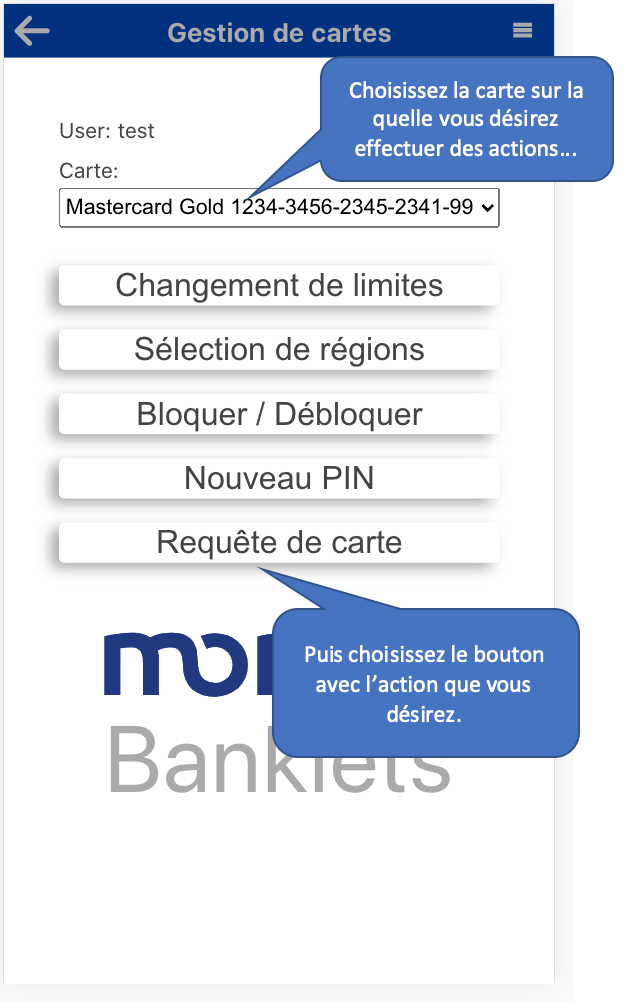 Gestion de cartes
Choisissez la carte sur la
quelle vous désirez
effectuer des actions...
User: test
Carte:
Mastercard Gold 1234-3456-2345-2341-99
Changement de limites
Sélection de régions
Bloquer / Débloquer
Nouveau PIN
Requête de carte
Puis choisissez le bouton
avec l'action que vous
désirez.
Banklets